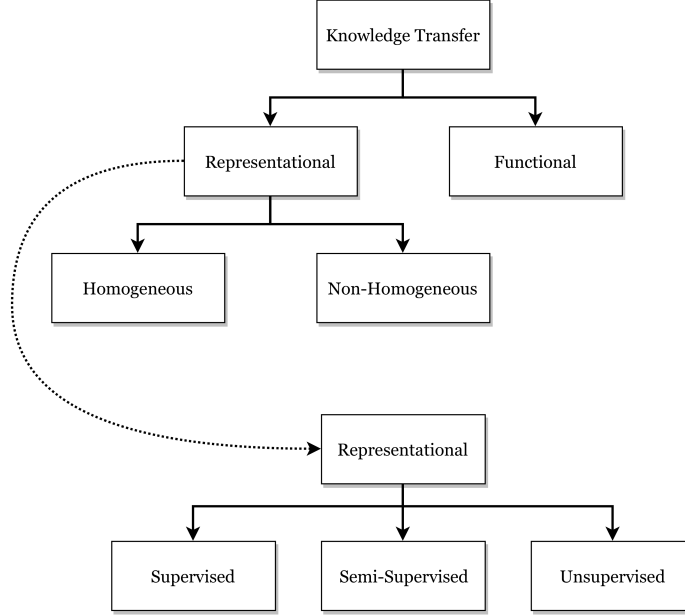 Knowledge Transfer
Representational
Functional
Homogeneous
Non-Homogeneous
Representational
Supervised
Semi-Supervised
Unsupervised